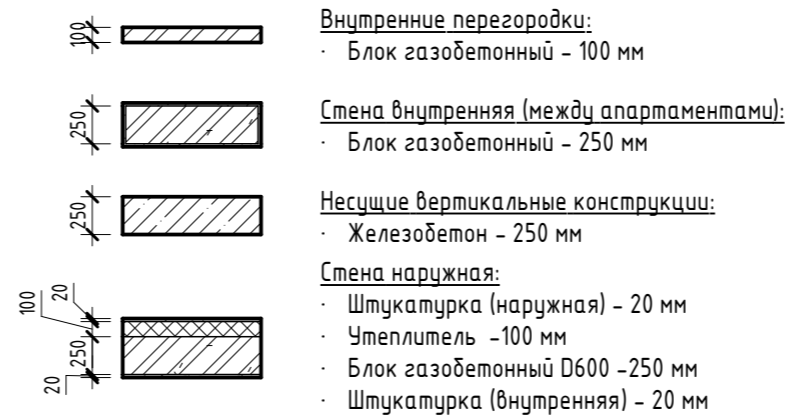 100
Внутренние перегородки:
· Блок газобетонный – 100 мм
250
Стена внутренняя (между апартаментами):
· Блок газобетонный – 250 мм
250
Несущие вертикальные конструкции:
· Железобетон – 250 мм
Стена наружная:
20
100
250
20
· Штукатурка (наружная) – 20 мм
· Утеплитель –100 мм
· Блок газобетонный D600 –250 мм
· Штукатурка (внутренняя) – 20 мм